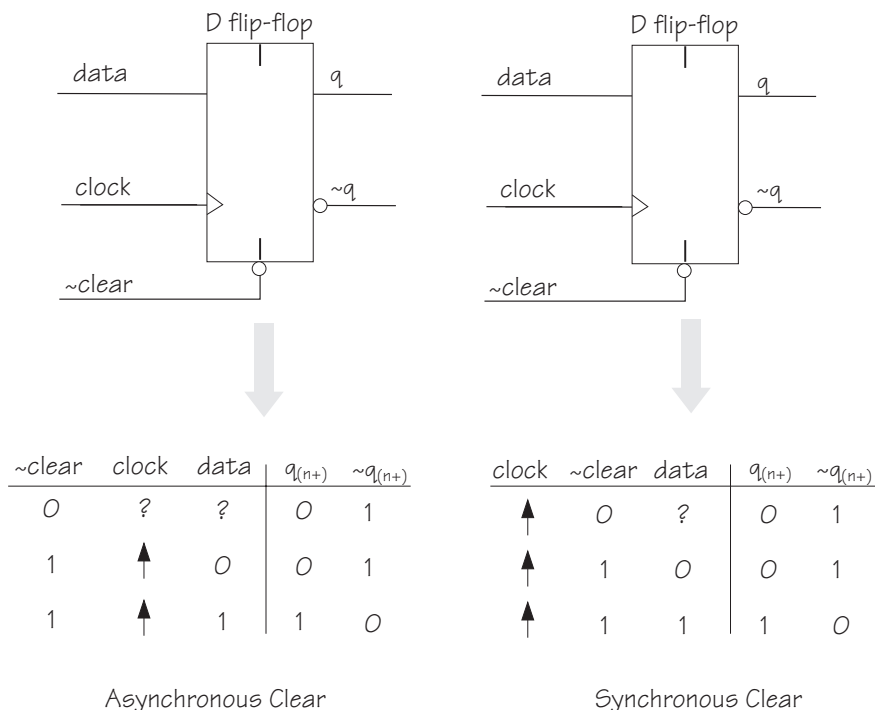 D flip-flop
data
q
clock
~q
~clear
D flip-flop
data
q
clock
~q
~clear
~clear clock data q(n+) ~q(n+)
0 ? ? 0 1
1 0 0 1
1 1 1 0
Asynchronous Clear
clock ~clear data q(n+) ~q(n+)
0 ? 0 1
1 0 0 1
1 1 1 0
Synchronous Clear